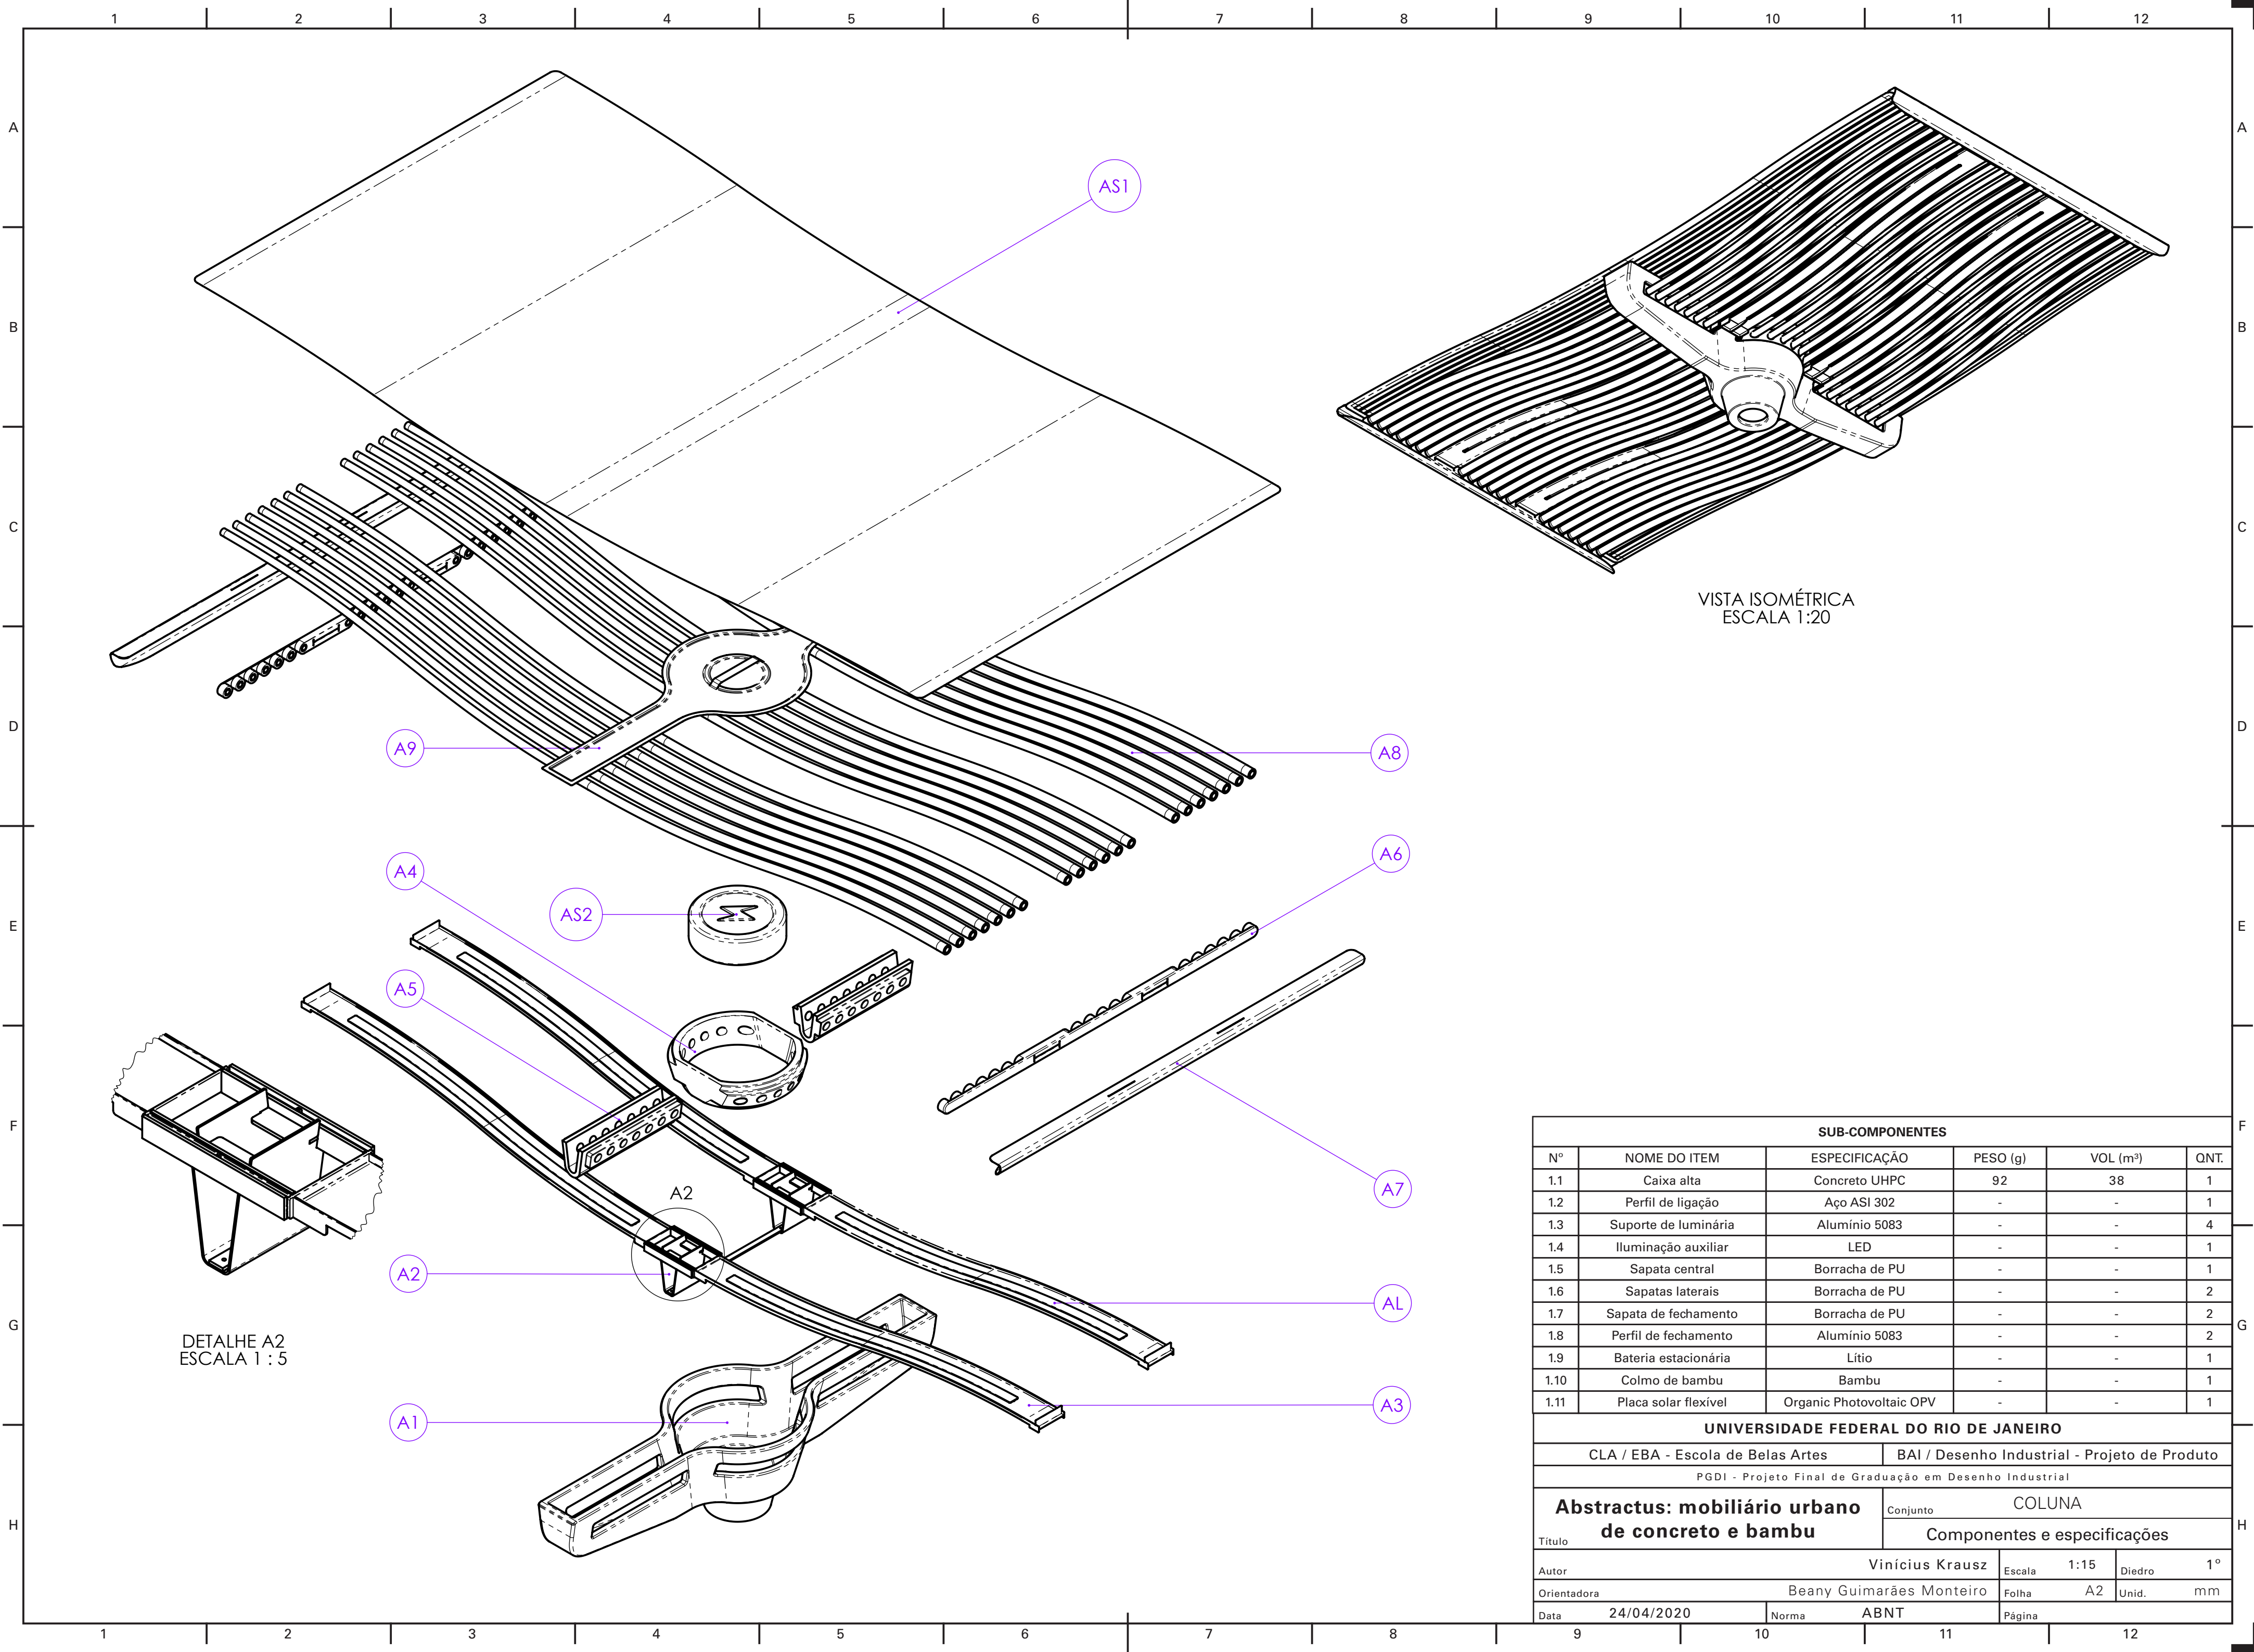 1 2 3 4 5 6 7 8 9 10 11 12
A A
AS1
B B
C C
VISTA ISOMÉTRICA
ESCALA 1:20
D D
A9
A8
A4
A6
AS2
E E
A5
F F
A2
A7
A2
AL
DETALHE A2
ESCALA 1 : 5
G G
A1
A3
H H
SUB-COMPONENTES
Nº NOME DO ITEM ESPECIFICAÇÃO PESO (g) VOL (m³) QNT.
1.1 Caixa alta Concreto UHPC 92 38 1
1.2 Perfil de ligação Aço ASI 302 - - 1
1.3 Suporte de luminária Alumínio 5083 - - 4
1.4 Iluminação auxiliar LED - - 1
1.5 Sapata central Borracha de PU - - 1
1.6 Sapatas laterais Borracha de PU - - 2
1.7 Sapata de fechamento Borracha de PU - - 2
1.8 Perfil de fechamento Alumínio 5083 - - 2
1.9 Bateria estacionária Lítio - - 1
1.10 Colmo de bambu Bambu - - 1
1.11 Placa solar flexível Organic Photovoltaic OPV - - 1
UNIVERSIDADE FEDERAL DO RIO DE JANEIRO
CLA / EBA - Escola de Belas Artes BAI / Desenho Industrial - Projeto de Produto
PGDI - Projeto Final de Graduação em Desenho Industrial
Título Abstractus: mobiliário urbano
de concreto e bambu
Conjunto COLUNA
Componentes e especificações
Autor Vinícius Krausz Escala 1:15 Diedro 1º
Orientadora Beany Guimarães Monteiro Folha A2 Unid. mm
Data 24/04/2020 Norma ABNT Página
1 2 3 4 5 6 7 8 9 10 11 12